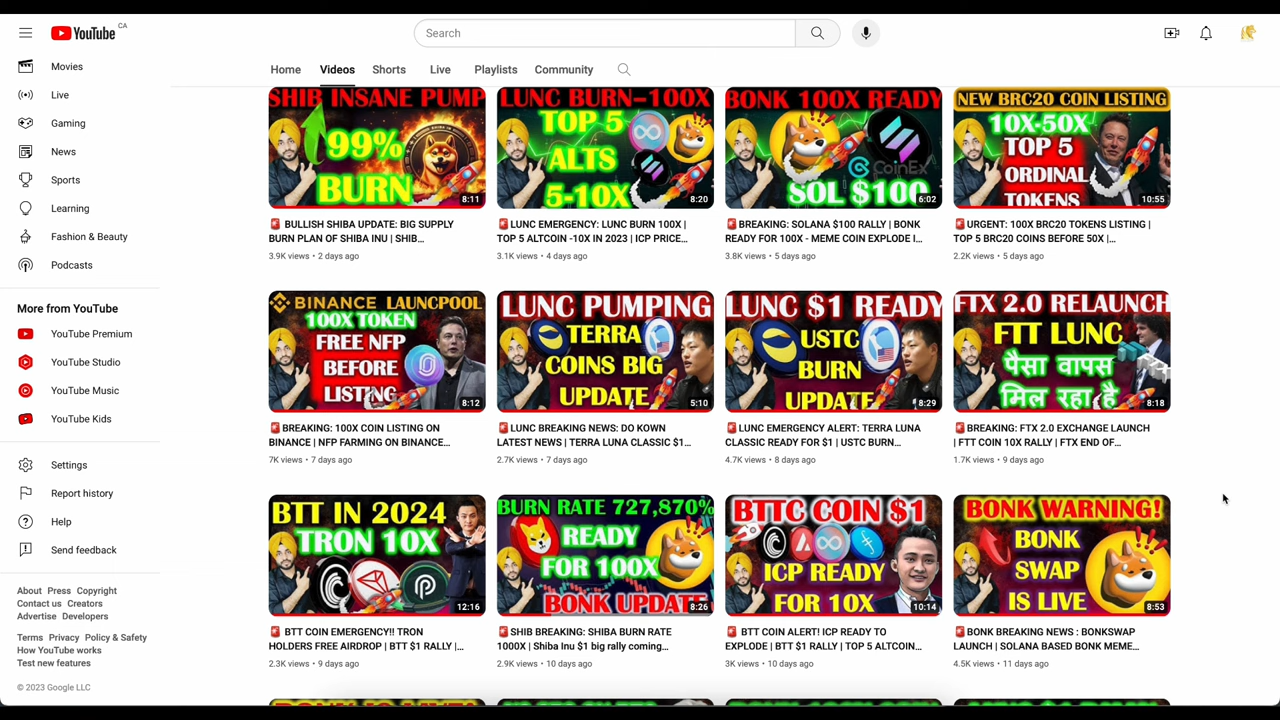 CA
YouTube
Search
Movies
Live
Gaming
News
Sports
Learning
Fashion & Beauty
Podcasts
More from YouTube
YouTube Premium
YouTube Studio
YouTube Music
YouTube Kids
Settings
Report history
Help
Send feedback
About Press Copyright
Contact us Creators
Advertise Developers
Terms Privacy Policy & Safety
How YouTube works
Test new features
© 2023 Google LLC
Home Videos Shorts Live Playlists Community
SHIB INSANE PUMP
99%
BURN
8:11
🚨 BULLISH SHIBA UPDATE: BIG SUPPLY
BURN PLAN OF SHIBA INU | SHIB...
3.9K views • 2 days ago
LUNC BURN-100X
TOP 5
ALTS
5-10X
8:20
🚨LUNC EMERGENCY: LUNC BURN 100X |
TOP 5 ALTCOIN -10X IN 2023 | ICP PRICE...
3.1K views • 4 days ago
BONK 100X READY
CoinEx
SOL $100
6:02
🚨BREAKING: SOLANA $100 RALLY | BONK
READY FOR 100X - MEME COIN EXPLODE I...
3.8K views • 5 days ago
NEW BRC20 COIN LISTING
10X-50X
TOP 5
ORDINAL
TOKENS
10:55
🚨URGENT: 100X BRC20 TOKENS LISTING |
TOP 5 BRC20 COINS BEFORE 50X |...
2.2K views • 5 days ago
BINANCE LAUNCPOOL
100X TOKEN
FREE NFP
BEFORE
LISTING
8:12
🚨BREAKING: 100X COIN LISTING ON
BINANCE | NFP FARMING ON BINANCE...
7K views • 7 days ago
LUNC PUMPING
TERRA
COINS BIG
UPDATE
5:10
🚨LUNC BREAKING NEWS: DO KOWN
LATEST NEWS | TERRA LUNA CLASSIC $1...
2.7K views • 7 days ago
LUNC $1 READY
USTC
BURN
UPDATE
8:29
🚨LUNC EMERGENCY ALERT: TERRA LUNA
CLASSIC READY FOR $1 | USTC BURN...
4.7K views • 8 days ago
FTX 2.0 RELAUNCH
FTT LUNC
पैसा वापस
मिल रहा है
8:18
🚨BREAKING: FTX 2.0 EXCHANGE LAUNCH
| FTT COIN 10X RALLY | FTX END OF...
1.7K views • 9 days ago
BTT IN 2024
TRON 10X
12:16
🚨 BTT COIN EMERGENCY!! TRON
HOLDERS FREE AIRDROP | BTT $1 RALLY |...
2.3K views • 9 days ago
BURN RATE 727,870%
READY
FOR 100X
BONK UPDATE
8:26
🚨SHIB BREAKING: SHIBA BURN RATE
1000X | Shiba Inu $1 big rally coming...
2.9K views • 10 days ago
BTTC COIN $1
ICP READY
FOR 10X
10:14
🚨 BTT COIN ALERT! ICP READY TO
EXPLODE | BTT $1 RALLY | TOP 5 ALTCOIN...
3K views • 10 days ago
BONK WARNING!
BONK
SWAP
IS LIVE
8:53
🚨BONK BREAKING NEWS : BONKSWAP
LAUNCH | SOLANA BASED BONK MEME...
4.5K views • 11 days ago